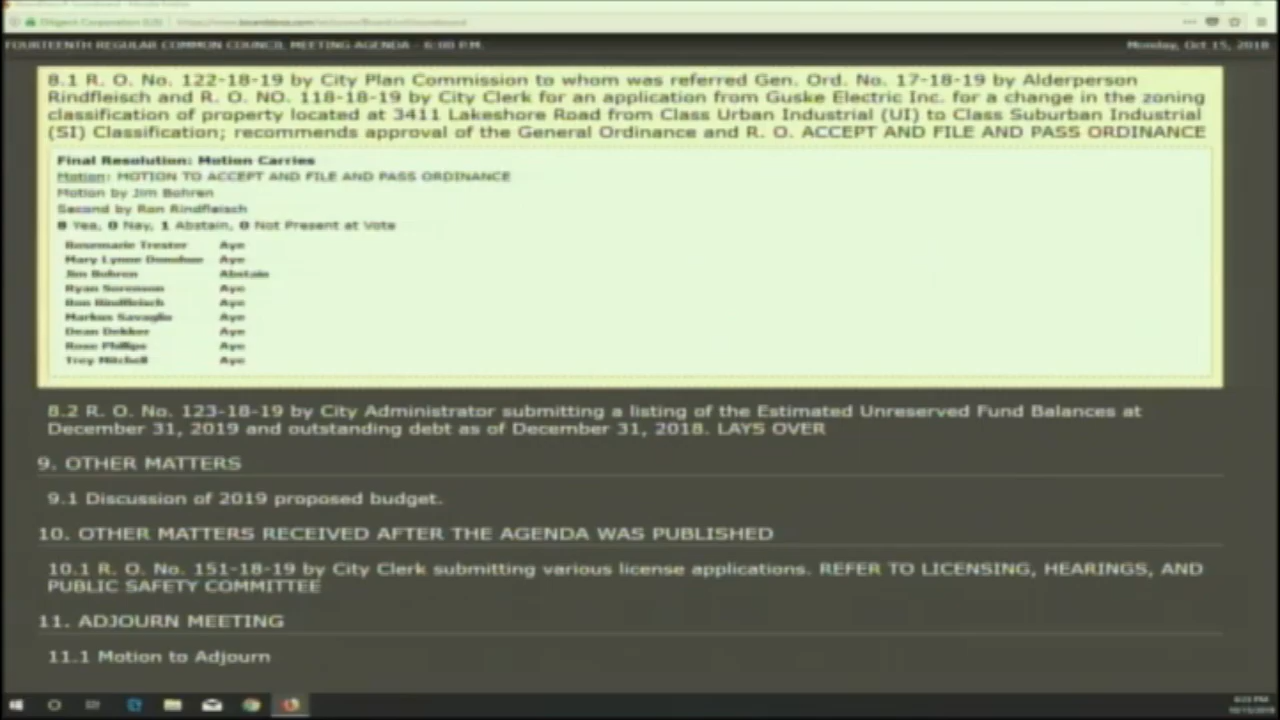 Diligent Corporation (US)
FOURTEENTH REGULAR COMMON COUNCIL MEETING AGENDA - 6:00 P.M.
Monday, Oct 15, 2018
8.1 R. O. No. 122-18-19 by City Plan Commission to whom was referred Gen. Ord. No. 17-18-19 by Alderperson
Rindfleisch and R. O. NO. 118-18-19 by City Clerk for an application from Guske Electric Inc. for a change in the zoning
classification of property located at 3411 Lakeshore Road from Class Urban Industrial (UI) to Class Suburban Industrial
(SI) Classification; recommends approval of the General Ordinance and R. O. ACCEPT AND FILE AND PASS ORDINANCE
Final Resolution: Motion Carries
Motion: MOTION TO ACCEPT AND FILE AND PASS ORDINANCE
Motion by Jim Bohren
Second by Ron Rindfleisch
8 Yea, 0 Nay, 1 Abstain, 0 Not Present at Vote
Rosemarie Trester Aye
Mary Lynne Donohue Aye
Jim Bohren Abstain
Ryan Sorenson Aye
Ron Rindfleisch Aye
Markus Savaglio Aye
Dean Dekker Aye
Rose Phillips Aye
Trey Mitchell Aye
8.2 R. O. No. 123-18-19 by City Administrator submitting a listing of the Estimated Unreserved Fund Balances at
December 31, 2019 and outstanding debt as of December 31, 2018. LAYS OVER
9. OTHER MATTERS
9.1 Discussion of 2019 proposed budget.
10. OTHER MATTERS RECEIVED AFTER THE AGENDA WAS PUBLISHED
10.1 R. O. No. 151-18-19 by City Clerk submitting various license applications. REFER TO LICENSING, HEARINGS, AND
PUBLIC SAFETY COMMITTEE
11. ADJOURN MEETING
11.1 Motion to Adjourn